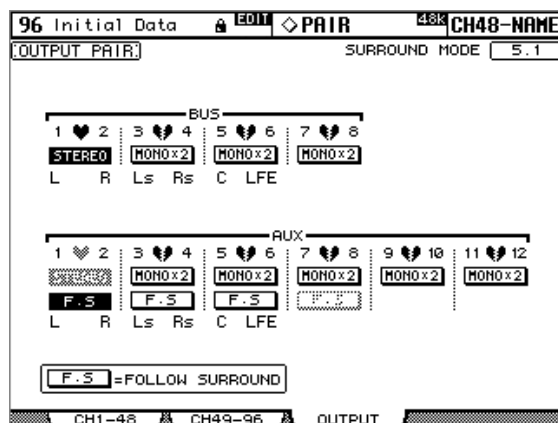 96 Initial Data EDIT ◇PAIR 48K CH48-NAME
OUTPUT PAIR SURROUND MODE 5.1
BUS
1 2 3 4 5 6 7 8
STEREO MONO×2 MONO×2 MONO×2
L R Ls Rs C LFE
AUX
1 2 3 4 5 6 7 8 9 10 11 12
MONO×2 MONO×2 MONO×2 MONO×2 MONO×2
F.S F.S F.S F.S
L R Ls Rs C LFE
F.S =FOLLOW SURROUND
CH1-48 CH49-96 OUTPUT